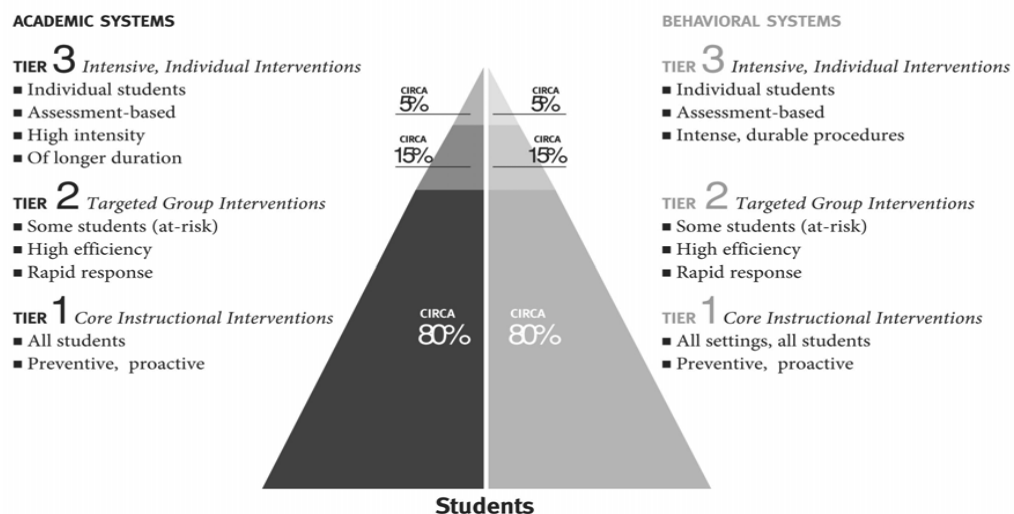 ACADEMIC SYSTEMS
TIER 3 Intensive, Individual Interventions
■ Individual students
■ Assessment-based
■ High intensity
■ Of longer duration
TIER 2 Targeted Group Interventions
■ Some students (at-risk)
■ High efficiency
■ Rapid response
TIER 1 Core Instructional Interventions
■ All students
■ Preventive, proactive
CIRCA
5%
CIRCA
15%
CIRCA
80%
CIRCA
5%
CIRCA
15%
CIRCA
80%
Students
BEHAVIORAL SYSTEMS
TIER 3 Intensive, Individual Interventions
■ Individual students
■ Assessment-based
■ Intense, durable procedures
TIER 2 Targeted Group Interventions
■ Some students (at-risk)
■ High efficiency
■ Rapid response
TIER 1 Core Instructional Interventions
■ All settings, all students
■ Preventive, proactive